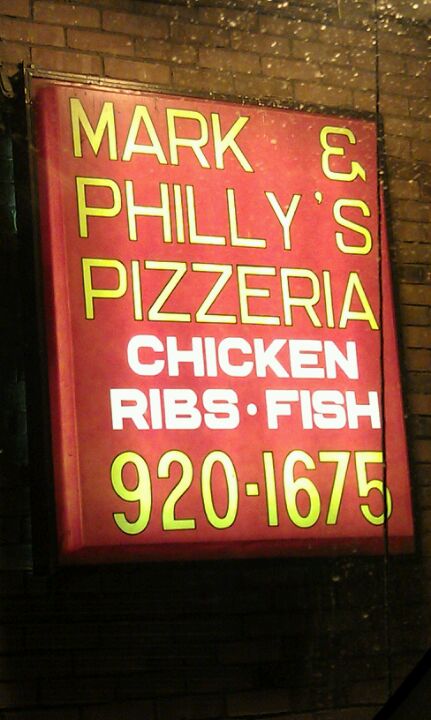 MARK &
PHILLY'S
PIZZERIA
CHICKEN
RIBS · FISH
920-1675